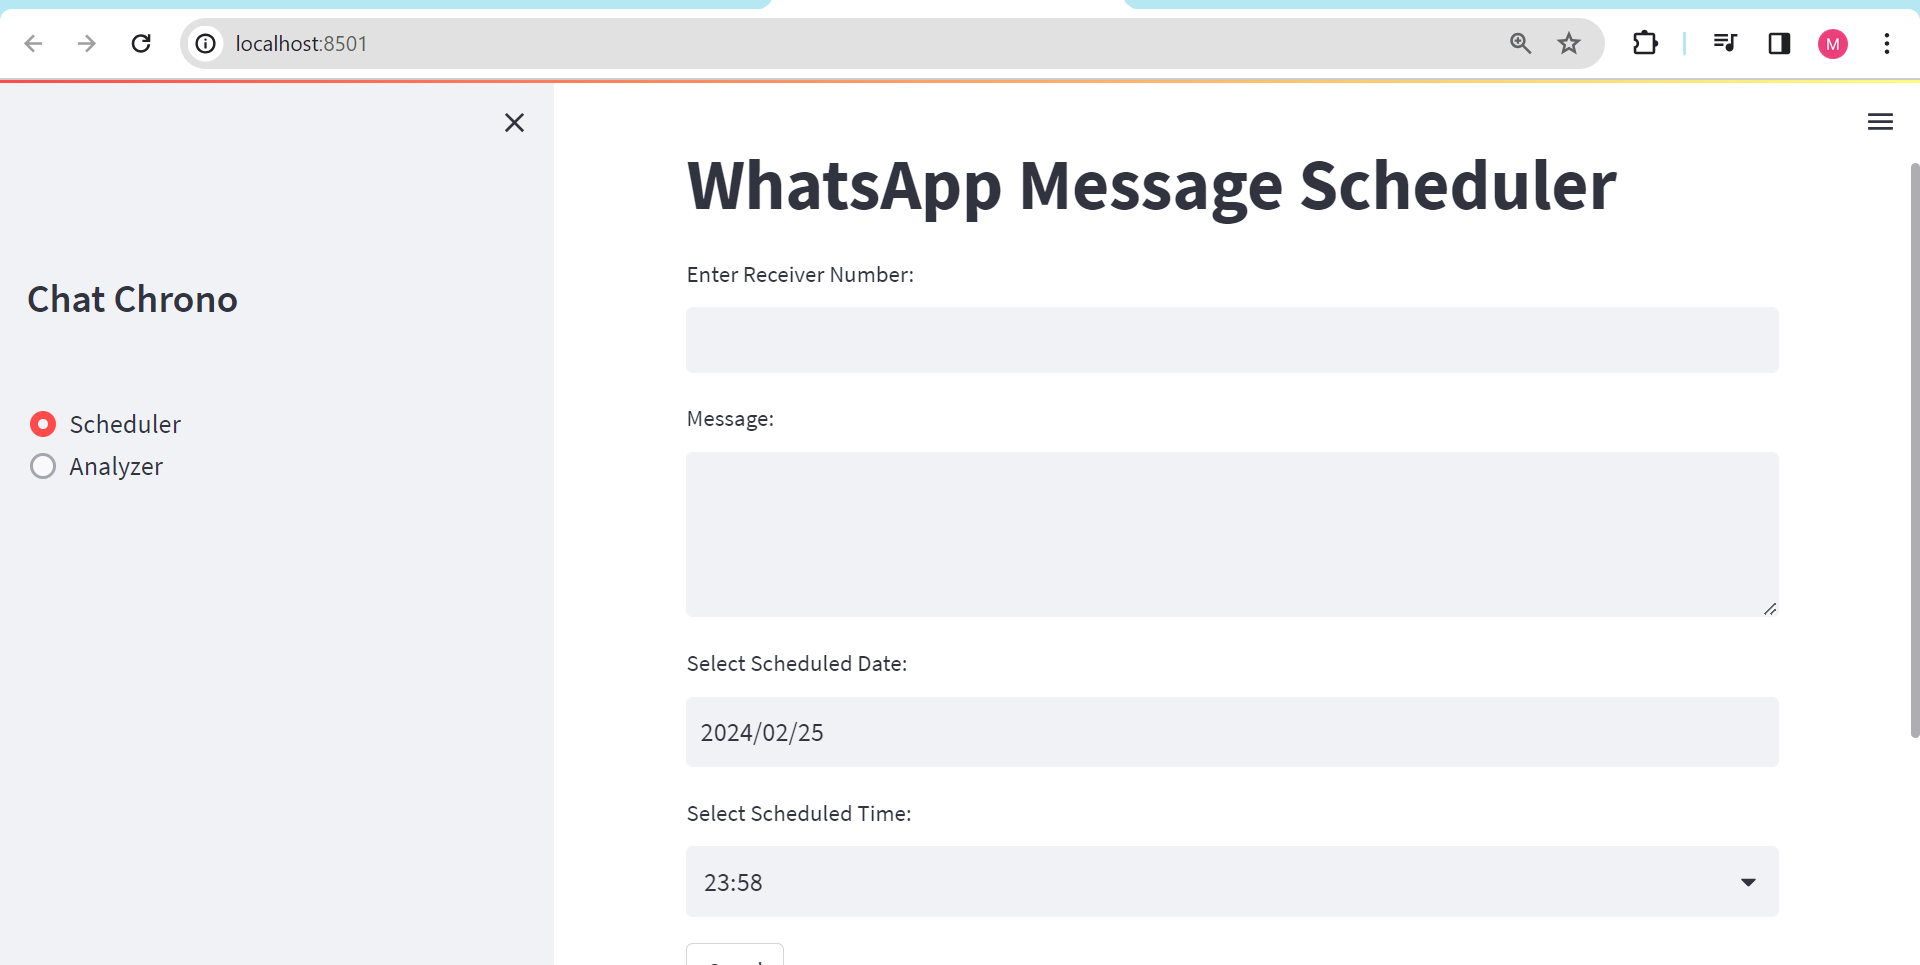 localhost:8501
M
WhatsApp Message Scheduler
Enter Receiver Number:
Chat Chrono
Message:
Scheduler
Analyzer
Select Scheduled Date:
2024/02/25
Select Scheduled Time:
23:58